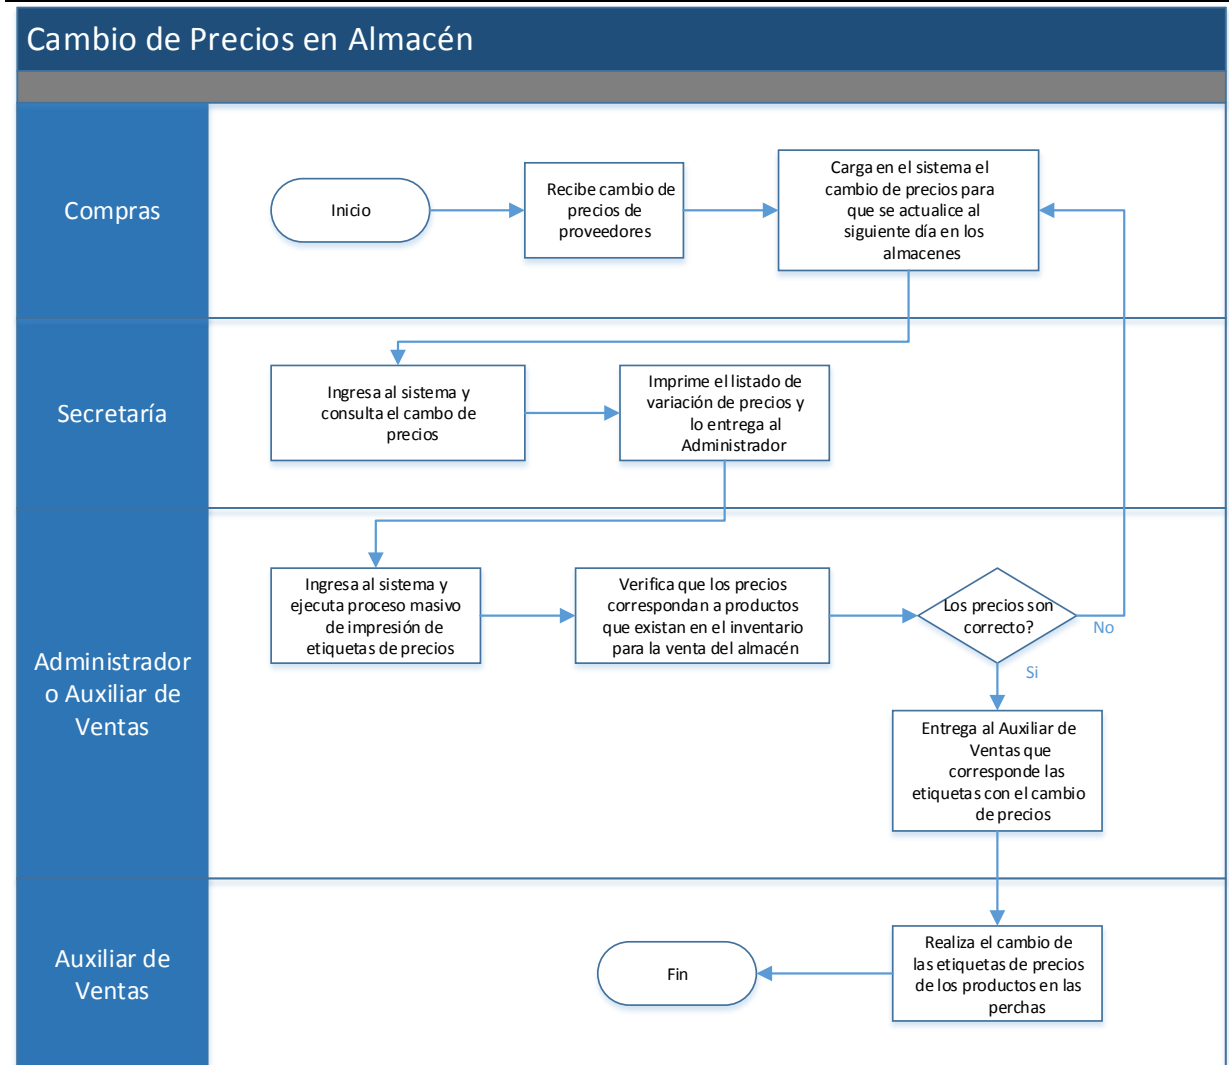 Cambio de Precios en Almacén
Compras
Inicio
Recibe cambio de
precios de
proveedores
Carga en el sistema el
cambio de precios para
que se actualice al
siguiente día en los
almacenes
Secretaría
Ingresa al sistema y
consulta el cambo de
precios
Imprime el listado de
variación de precios y
lo entrega al
Administrador
Administrador
o Auxiliar de
Ventas
Ingresa al sistema y
ejecuta proceso masivo
de impresión de
etiquetas de precios
Verifica que los precios
correspondan a productos
que existan en el inventario
para la venta del almacén
Los precios son
correcto?
No
Si
Entrega al Auxiliar de
Ventas que
corresponde las
etiquetas con el cambio
de precios
Auxiliar de
Ventas
Realiza el cambio de
las etiquetas de precios
de los productos en las
perchas
Fin